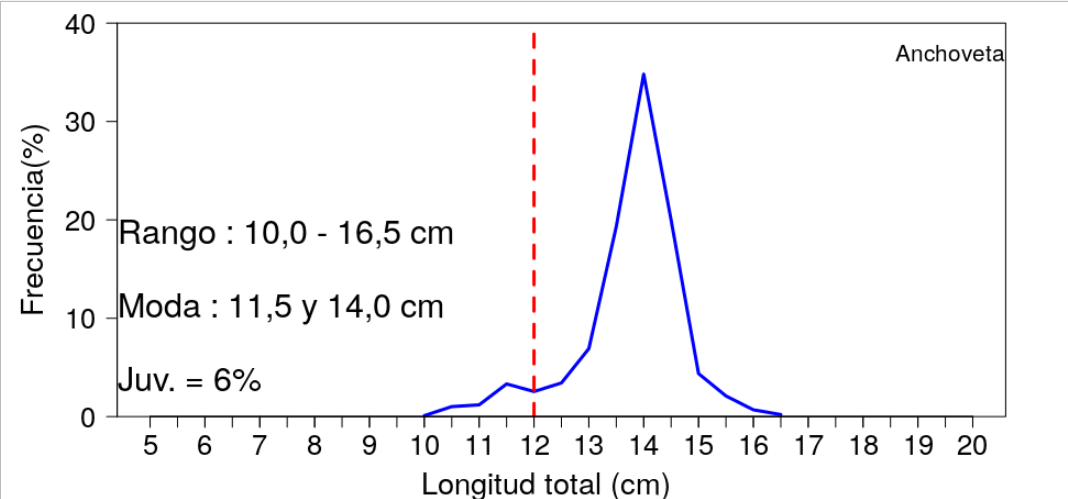 Anchoveta
Frecuencia(%)
40
30
20
10
0
Rango : 10,0 - 16,5 cm
Moda : 11,5 y 14,0 cm
Juv. = 6%
5 6 7 8 9 10 11 12 13 14 15 16 17 18 19 20
Longitud total (cm)